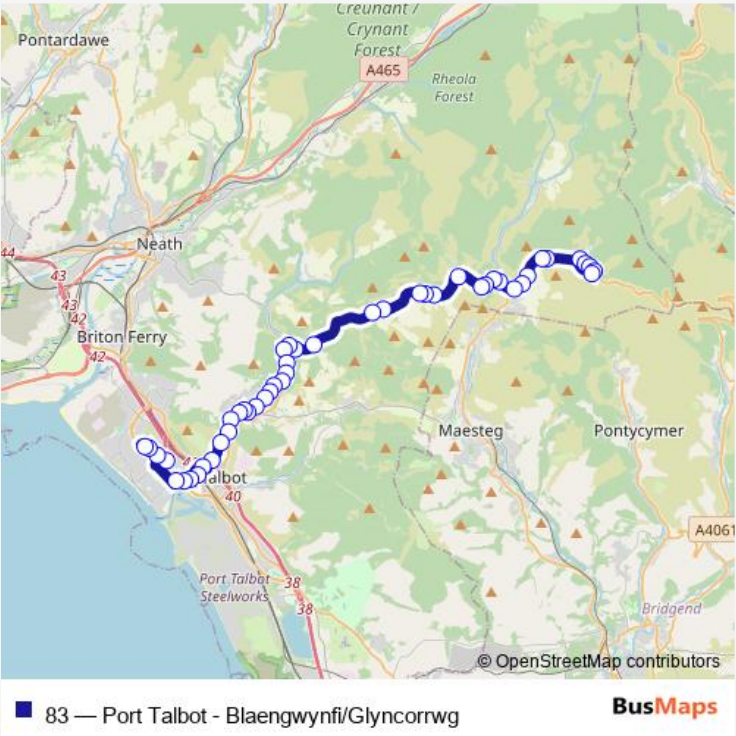 Creunant /
Crynant
Forest
Pontardawe
A465
Rheola
Forest
Neath
44
43
43
42
Briton Ferry
42
Maesteg
Pontycymer
Talbot
40
A4061
Port Talbot
Steelworks
38
38
Bridgend
© OpenStreetMap contributors
83 — Port Talbot - Blaengwynfi/Glyncorrwg
BusMaps